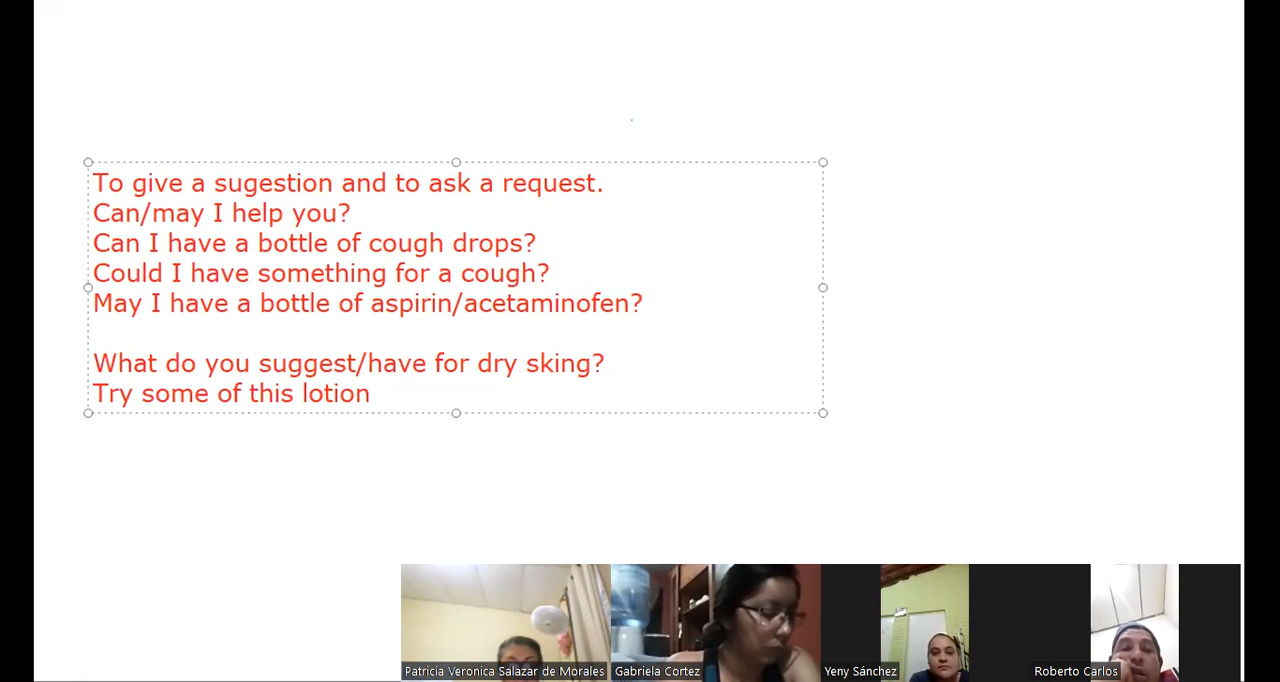 To give a sugestion and to ask a request.
Can/may I help you?
Can I have a bottle of cough drops?
Could I have something for a cough?
May I have a bottle of aspirin/acetaminofen?
What do you suggest/have for dry sking?
Try some of this lotion
Patricia Veronica Salazar de Morales
Gabriela Cortez
Yeny Sánchez
Roberto Carlos